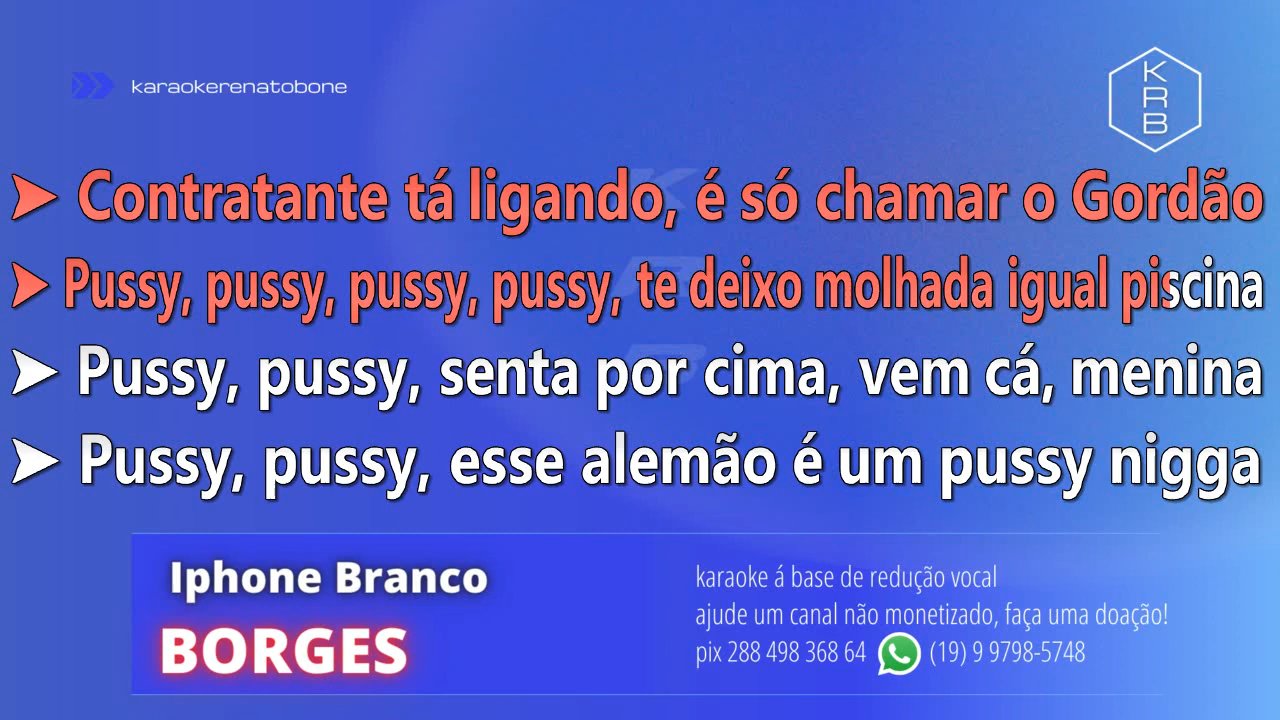 karaokerenatobone
K
R
B
➤ Contratante tá ligando, é só chamar o Gordão
➤ Pussy, pussy, pussy, pussy, te deixo molhada igual piscina
➤ Pussy, pussy, senta por cima, vem cá, menina
➤ Pussy, pussy, esse alemão é um pussy nigga
Iphone Branco
BORGES
karaoke á base de redução vocal
ajude um canal não monetizado, faça uma doação!
pix 288 498 368 64 (19) 9 9798-5748